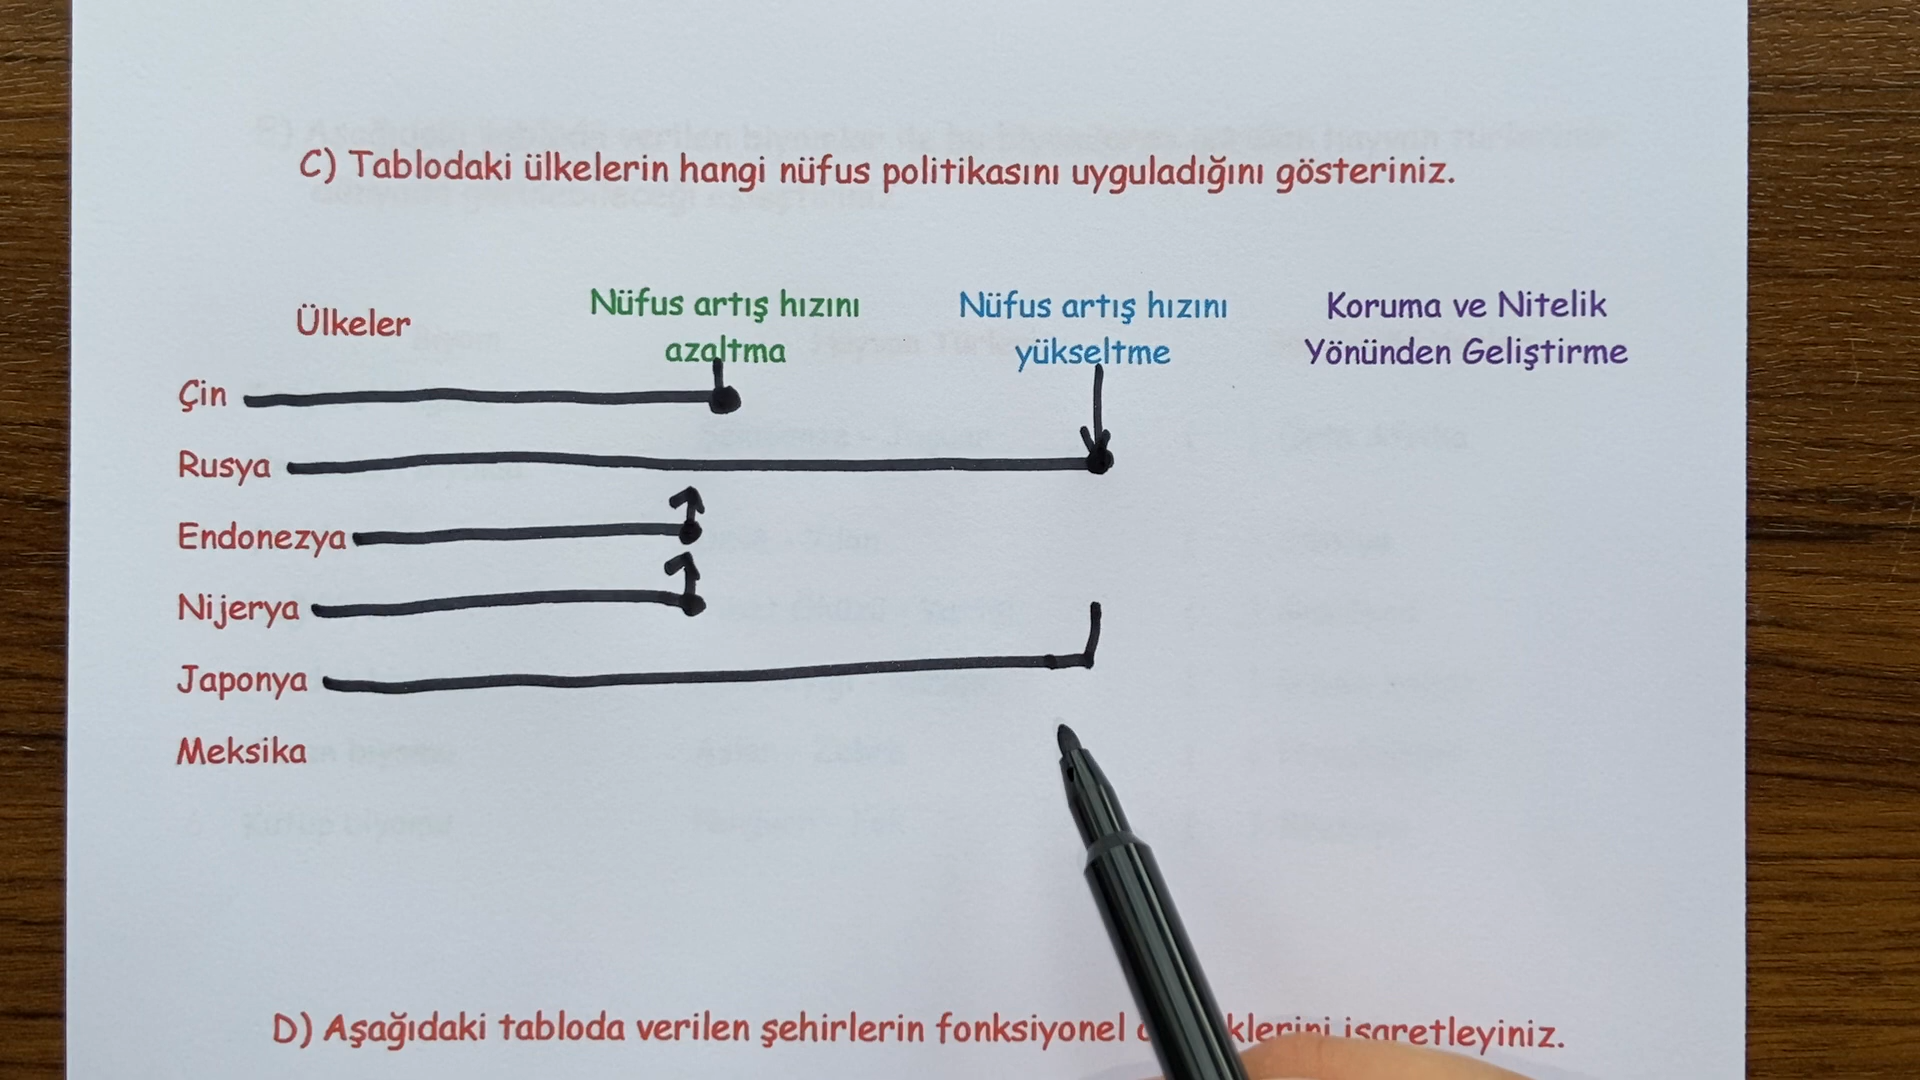 C) Tablodaki ülkelerin hangi nüfus politikasını uyguladığını gösteriniz.
Ülkeler
Nüfus artış hızını
azaltma
Nüfus artış hızını
yükseltme
Koruma ve Nitelik
Yönünden Geliştirme
Çin
Rusya
Endonezya
Nijerya
Japonya
Meksika
D) Aşağıdaki tabloda verilen şehirlerin fonksiyonel işaretleyiniz.